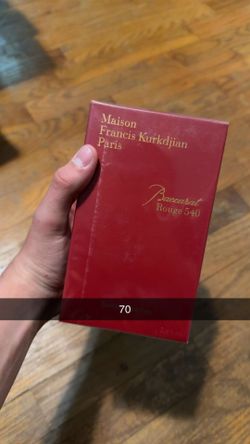 Maison
Francis Kurkdjian
Paris
Baccarat
Rouge 540
70